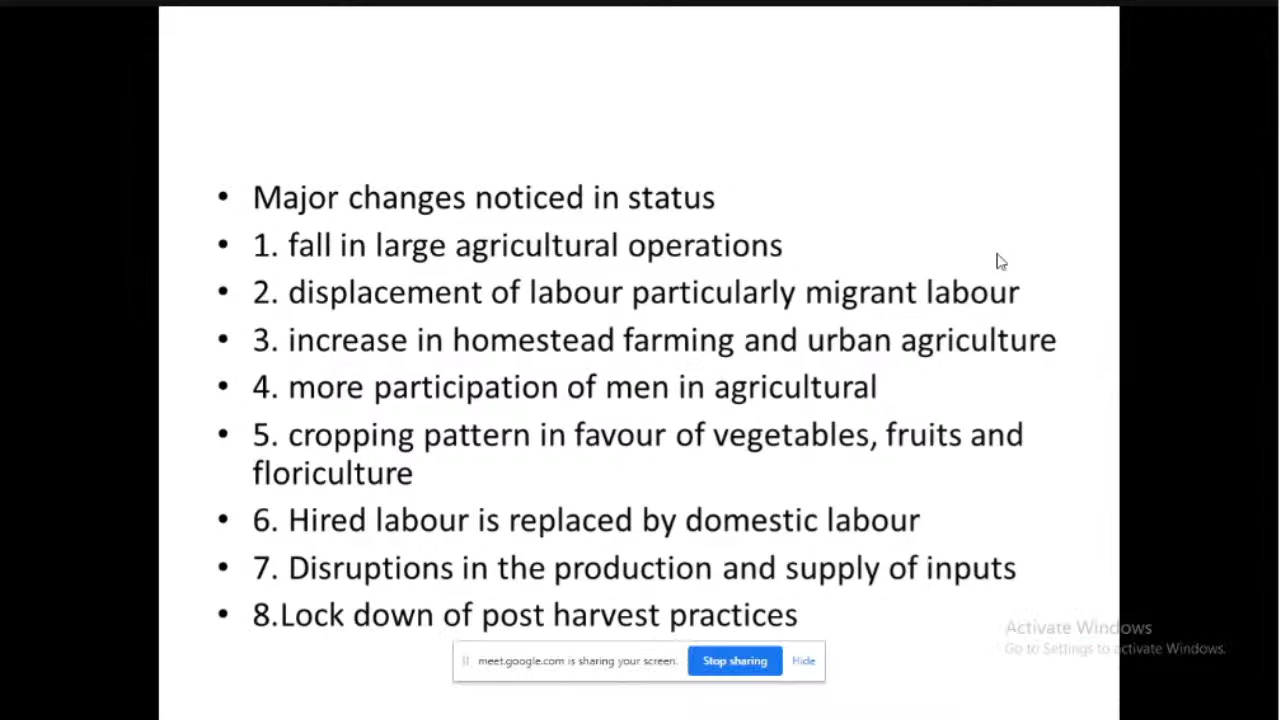 • Major changes noticed in status
• 1. fall in large agricultural operations
• 2. displacement of labour particularly migrant labour
• 3. increase in homestead farming and urban agriculture
• 4. more participation of men in agricultural
• 5. cropping pattern in favour of vegetables, fruits and
floriculture
• 6. Hired labour is replaced by domestic labour
• 7. Disruptions in the production and supply of inputs
• 8.Lock down of post harvest practices
Activate Windows
Go to Settings to activate Windows.
meet.google.com is sharing your screen. Stop sharing Hide